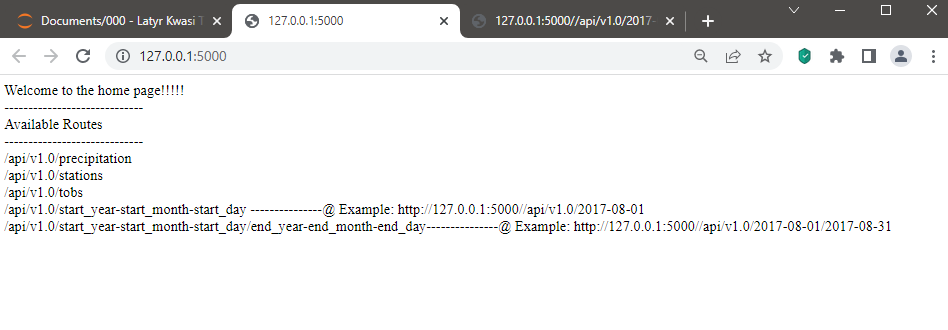 Documents/000 - Latyr Kwasi T
127.0.0.1:5000
127.0.0.1:5000//api/v1.0/2017-
127.0.0.1:5000
Welcome to the home page!!!!!
-----------------------------
Available Routes
-----------------------------
/api/v1.0/precipitation
/api/v1.0/stations
/api/v1.0/tobs
/api/v1.0/start_year-start_month-start_day ---------------@ Example: http://127.0.0.1:5000//api/v1.0/2017-08-01
/api/v1.0/start_year-start_month-start_day/end_year-end_month-end_day---------------@ Example: http://127.0.0.1:5000//api/v1.0/2017-08-01/2017-08-31